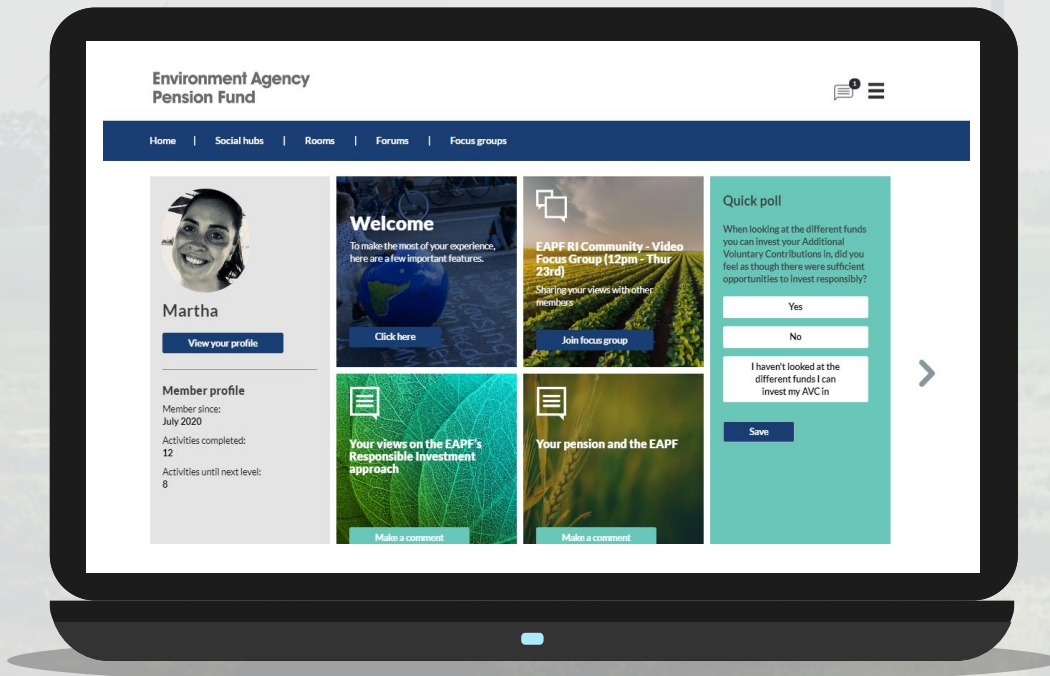 Environment Agency
Pension Fund
1
Home | Social hubs | Rooms | Forums | Focus groups
Martha
View your profile
Member profile
Member since:
July 2020
Activities completed:
12
Activities until next level:
8
Welcome
To make the most of your experience,
here are a few important features.
Click here
EAPF RI Community - Video
Focus Group (12pm - Thur
23rd)
Sharing your views with other
members
Join focus group
Your views on the EAPF's
Responsible Investment
approach
Make a comment
Your pension and the EAPF
Make a comment
Quick poll
When looking at the different funds
you can invest your Additional
Voluntary Contributions in, did you
feel as though there were sufficient
opportunities to invest responsibly?
Yes
No
I haven't looked at the
different funds I can
invest my AVC in
Save